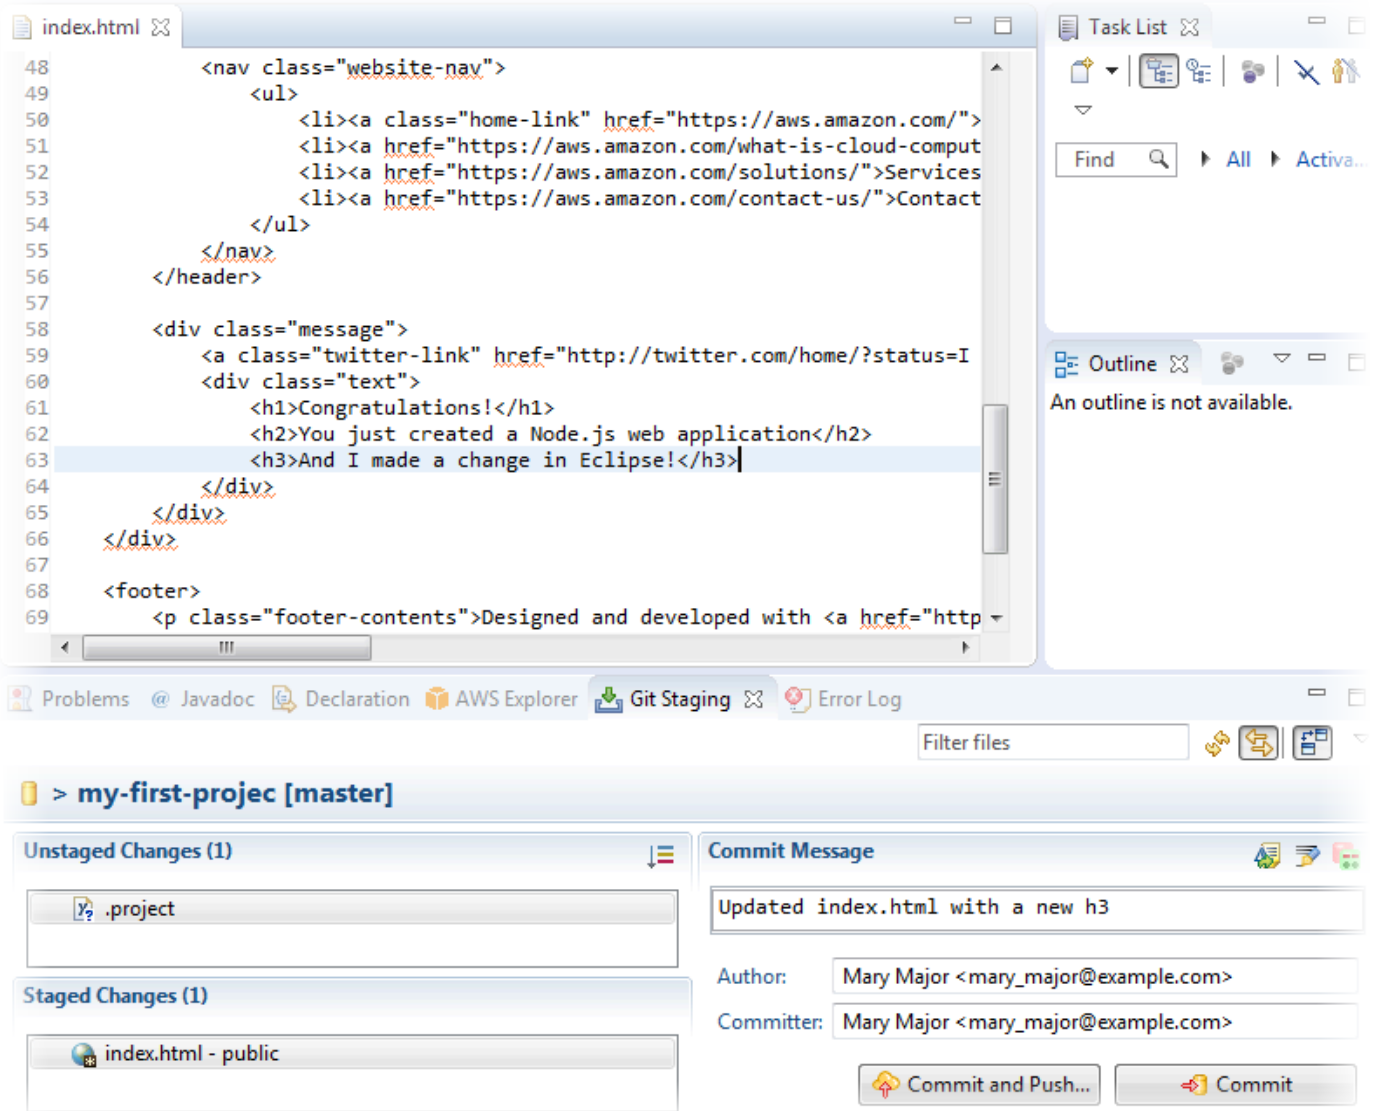 index.html
48 <nav class="website-nav">
49 <ul>
50 <li><a class="home-link" href="https://aws.amazon.com/">
51 <li><a href="https://aws.amazon.com/what-is-cloud-comput
52 <li><a href="https://aws.amazon.com/solutions/">Services
53 <li><a href="https://aws.amazon.com/contact-us/">Contact
54 </ul>
55 </nav>
56 </header>
57
58 <div class="message">
59 <a class="twitter-link" href="http://twitter.com/home/?status=I
60 <div class="text">
61 <h1>Congratulations!</h1>
62 <h2>You just created a Node.js web application</h2>
63 <h3>And I made a change in Eclipse!</h3>
64 </div>
65 </div>
66 </div>
67
68 <footer>
69 <p class="footer-contents">Designed and developed with <a href="http
Task List
Find All Activa...
Outline
An outline is not available.
Problems @ Javadoc Declaration AWS Explorer Git Staging Error Log
Filter files
> my-first-projec [master]
Unstaged Changes (1)
.project
Staged Changes (1)
index.html - public
Commit Message
Updated index.html with a new h3
Author: Mary Major <mary_major@example.com>
Committer: Mary Major <mary_major@example.com>
Commit and Push... Commit